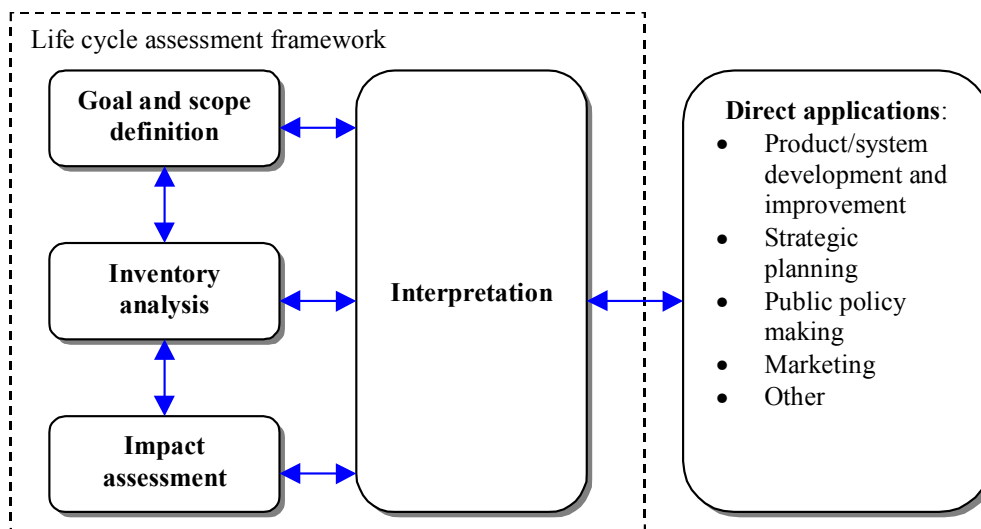 Life cycle assessment framework
Goal and scope
definition
Inventory
analysis
Impact
assessment
Interpretation
Direct applications:
• Product/system
development and
improvement
• Strategic
planning
• Public policy
making
• Marketing
• Other